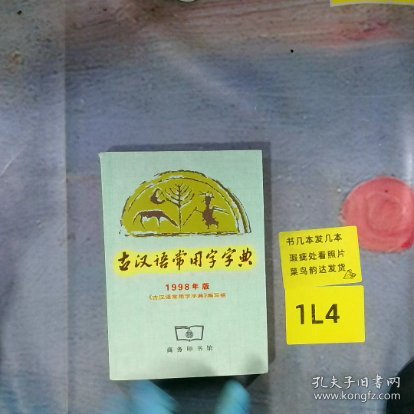 古汉语常用字字典
1998年版
《古汉语常用字字典》编写组
商务印书馆
书几本发几本
瑕疵处看照片
菜鸟韵达发货
1L4
孔夫子旧书网
www.kongfz.com